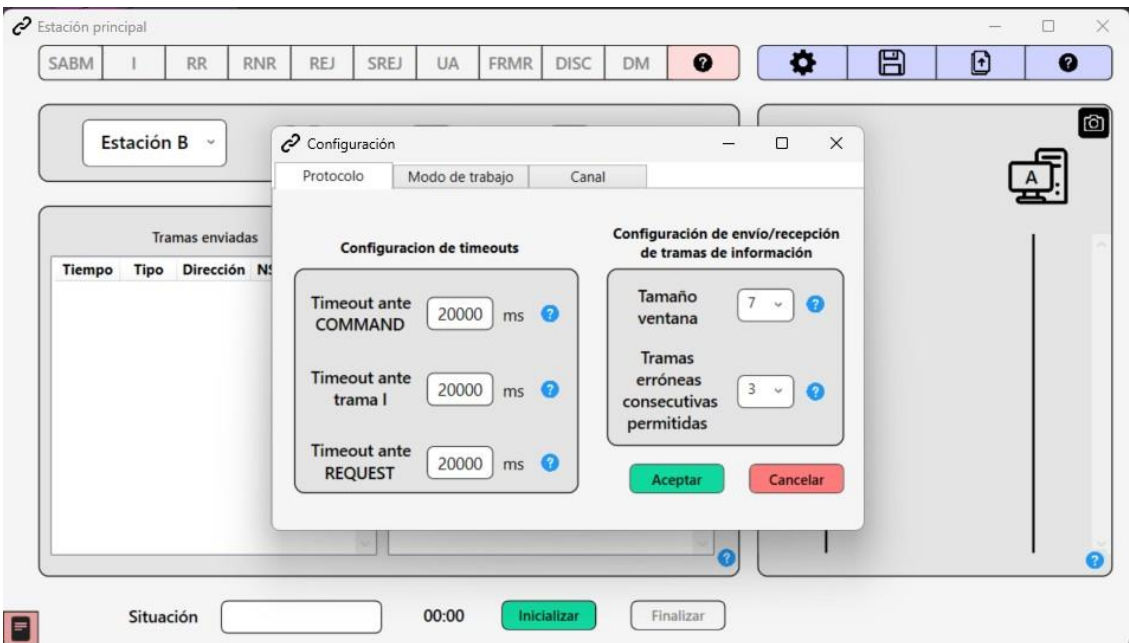 Estación principal
SABM I RR RNR REJ SREJ UA FRMR DISC DM
Estación B
A
Tramas enviadas
Tiempo Tipo Dirección
Configuración
Protocolo Modo de trabajo Canal
Configuracion de timeouts
Timeout ante
COMMAND
20000 ms
Timeout ante
trama I
20000 ms
Timeout ante
REQUEST
20000 ms
Configuración de envío/recepción
de tramas de información
Tamaño
ventana
7
Tramas
erróneas
consecutivas
permitidas
3
Aceptar Cancelar
Situación 00:00 Inicializar Finalizar